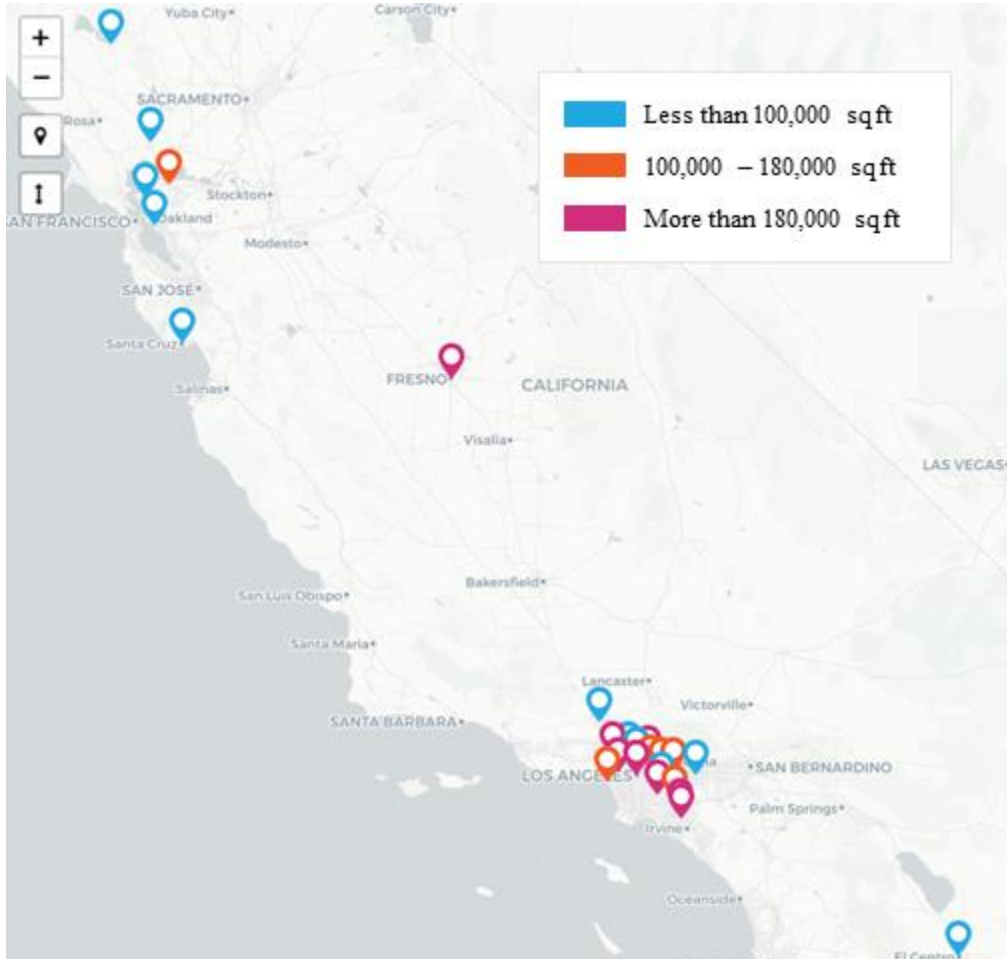 Yuba City
Carson City
+
−
SACRAMENTO
Rosa
Less than 100,000 sqft
100,000 – 180,000 sqft
More than 180,000 sqft
Stockton
SAN FRANCISCO
Oakland
Modesto
SAN JOSÉ
Santa Cruz
FRESNO
CALIFORNIA
Salinas
Visalia
LAS VEGAS
Bakersfield
San Luis Obispo
Santa Maria
Lancaster
Victorville
SANTA BARBARA
LOS ANGELES
SAN BERNARDINO
Palm Springs
Irvine
Oceanside
El Centro